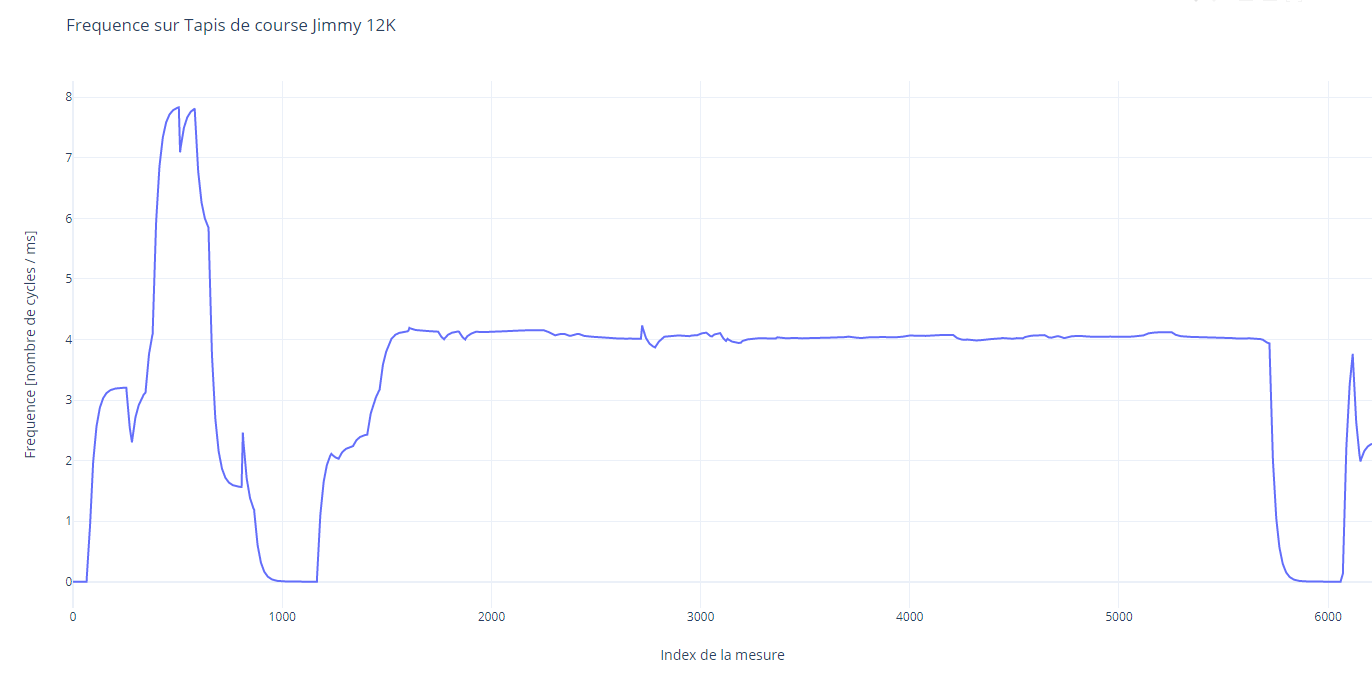 Frequence sur Tapis de course Jimmy 12K
8
7
6
5
4
3
2
1
0
Frequence [nombre de cycles / ms]
0 1000 2000 3000 4000 5000 6000
Index de la mesure